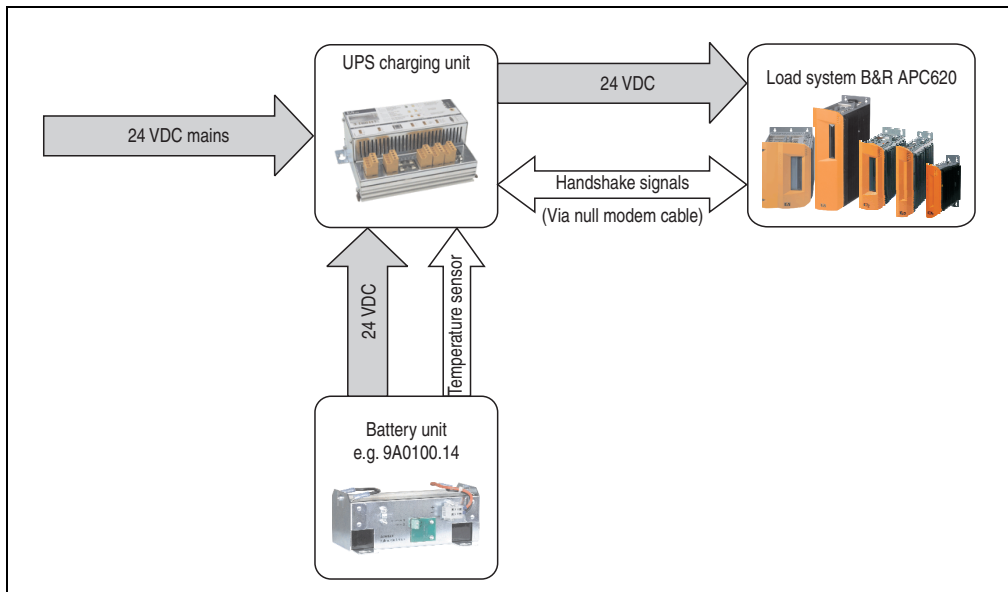 UPS charging unit
Load system B&R APC620
24 VDC
24 VDC mains
Handshake signals
(Via null modem cable)
24 VDC
Temperature sensor
Battery unit
e.g. 9A0100.14